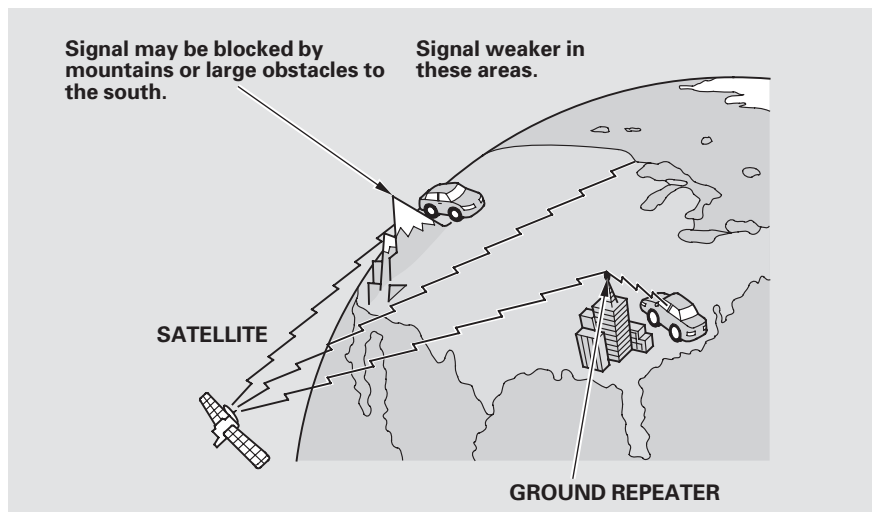 Signal may be blocked by
mountains or large obstacles to
the south.
Signal weaker in
these areas.
SATELLITE
GROUND REPEATER